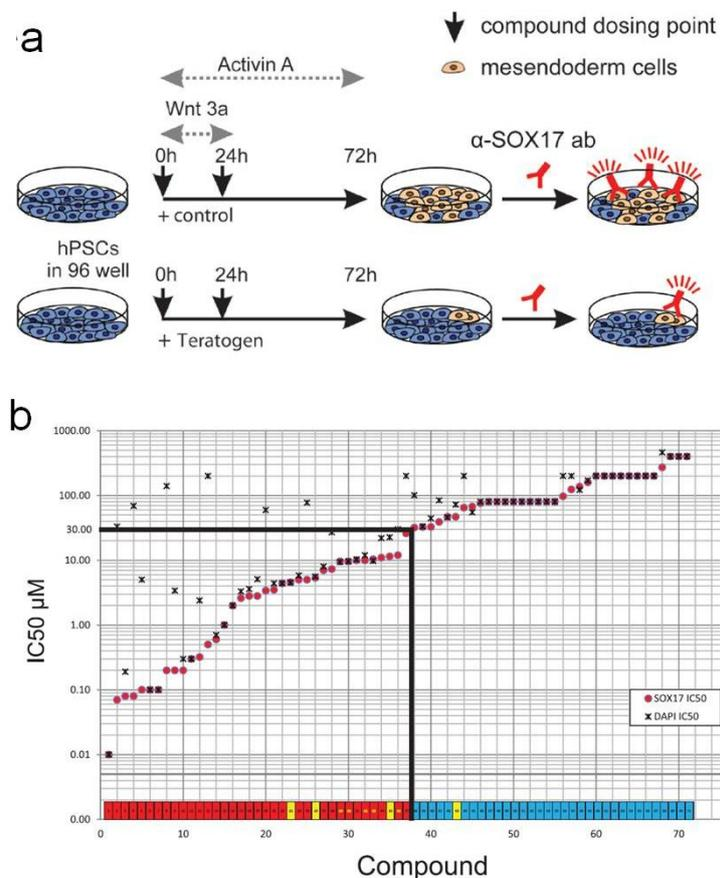 a
compound dosing point
mesendoderm cells
Activin A
Wnt 3a
0h 24h 72h
α-SOX17 ab
+ control
hPSCs
in 96 well
0h 24h 72h
+ Teratogen
b
1000.00
100.00
30.00
10.00
1.00
0.10
0.01
0.00
IC50 µM
SOX17 IC50
DAPI IC50
0 10 20 30 40 50 60 70
Compound